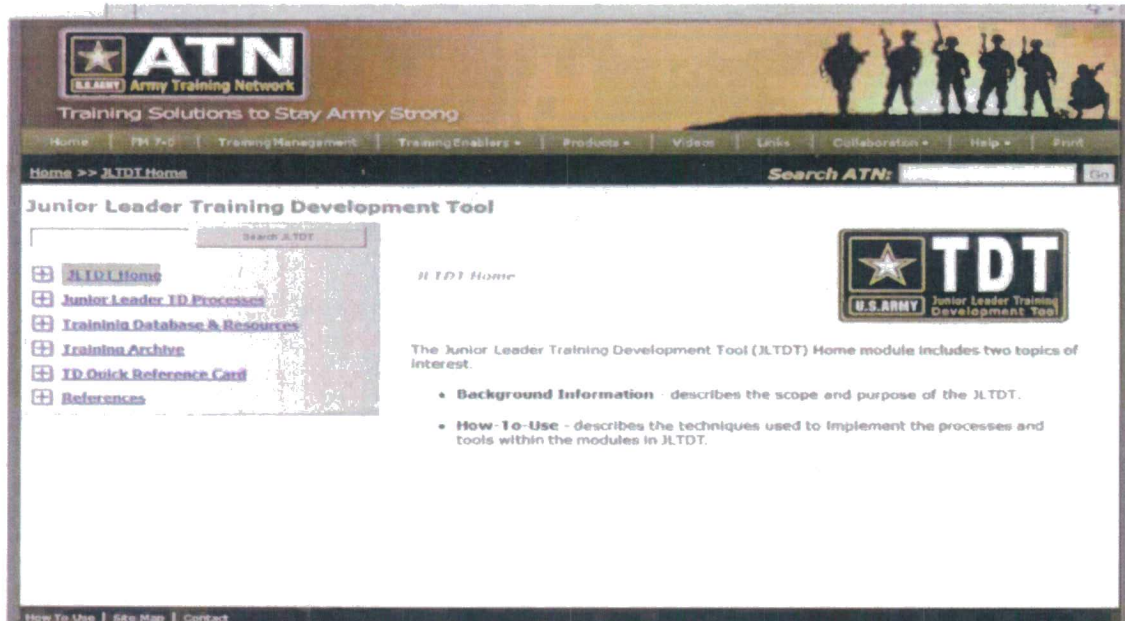 ATN
U.S.ARMY Army Training Network
Training Solutions to Stay Army Strong
Home | FM 7-0 | Training Management | Training Enablers | Products | Videos | Links | Collaboration | Help | Print
Home >> JLTDT Home
Search ATN: Go
Junior Leader Training Development Tool
Search JLTDT
JLTDT Home
Junior Leader TD Processes
Traininig Database & Resources
Training Archive
TD Quick Reference Card
References
JLTDT Home
TDT
U.S.ARMY Junior Leader Training
Development Tool
The Junior Leader Training Development Tool (JLTDT) Home module includes two topics of
interest.
• Background Information - describes the scope and purpose of the JLTDT.
• How-To-Use - describes the techniques used to implement the processes and
tools within the modules in JLTDT.
How To Use | Site Map | Contact